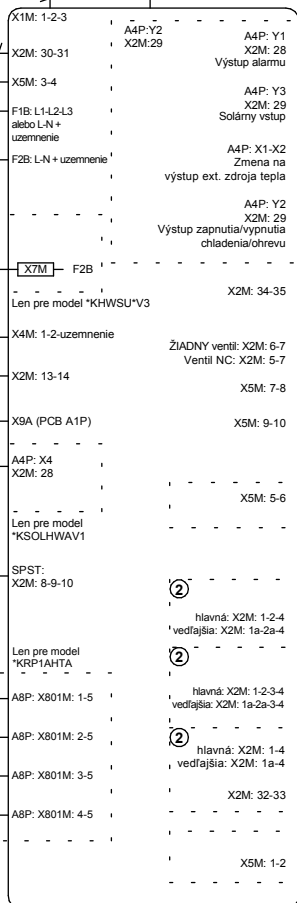 X1M: 1-2-3
X2M: 30-31
X5M: 3-4
F1B: L1-L2-L3
alebo L-N +
uzemnenie
F2B: L-N + uzemnenie
X7M F2B
Len pre model *KHWSU*V3
X4M: 1-2-uzemnenie
X2M: 13-14
X9A (PCB A1P)
A4P: X4
X2M: 28
Len pre model
*KSOLHWAV1
SPST:
X2M: 8-9-10
Len pre model
*KRP1AHTA
A8P: X801M: 1-5
A8P: X801M: 2-5
A8P: X801M: 3-5
A8P: X801M: 4-5
A4P:Y2
X2M:29
A4P: Y1
X2M: 28
Výstup alarmu
A4P: Y3
X2M: 29
Solárny vstup
A4P: X1-X2
Zmena na
výstup ext. zdroja tepla
A4P: Y2
X2M: 29
Výstup zapnutia/vypnutia
chladenia/ohrevu
X2M: 34-35
ŽIADNY ventil: X2M: 6-7
Ventil NC: X2M: 5-7
X5M: 7-8
X5M: 9-10
X5M: 5-6
2
hlavná: X2M: 1-2-4
vedľajšia: X2M: 1a-2a-4
2
hlavná: X2M: 1-2-3-4
vedľajšia: X2M: 1a-2a-3-4
2
hlavná: X2M: 1-4
vedľajšia: X2M: 1a-4
X2M: 32-33
X5M: 1-2